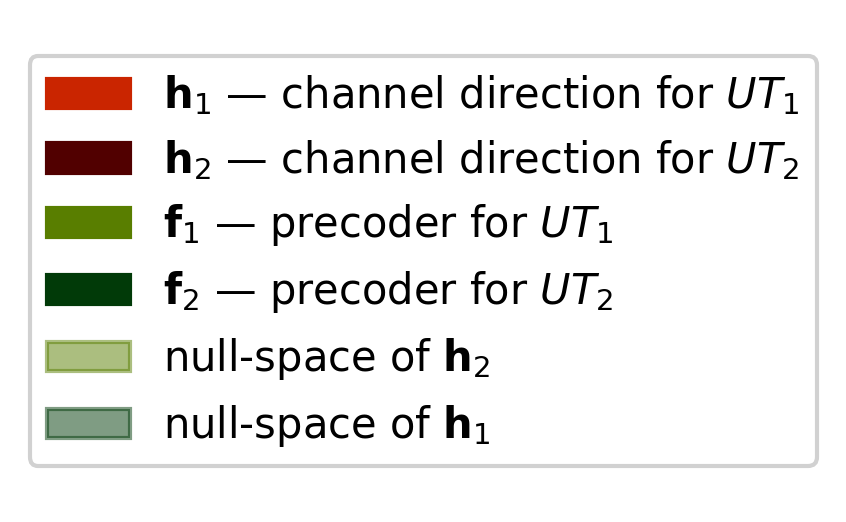 h₁ — channel direction for UT₁
h₂ — channel direction for UT₂
f₁ — precoder for UT₁
f₂ — precoder for UT₂
null-space of h₂
null-space of h₁